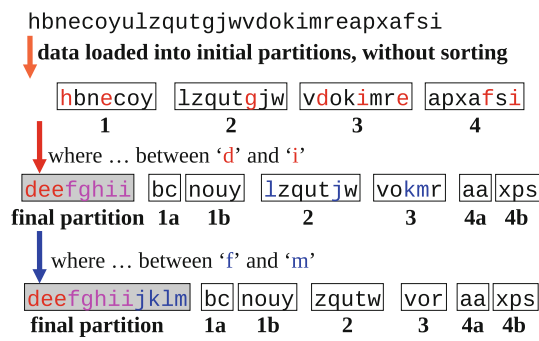 hbnecoyulzqutgjwvdokimreapxafsi
data loaded into initial partitions, without sorting
hbnecoy lzqutgjw vdokimre apxafsi
1 2 3 4
where ... between ‘d’ and ‘i’
deefghii bc nouy lzqutjw vokmr aa xps
final partition 1a 1b 2 3 4a 4b
where ... between ‘f’ and ‘m’
deefghiijklm bc nouy zqutw vor aa xps
final partition 1a 1b 2 3 4a 4b